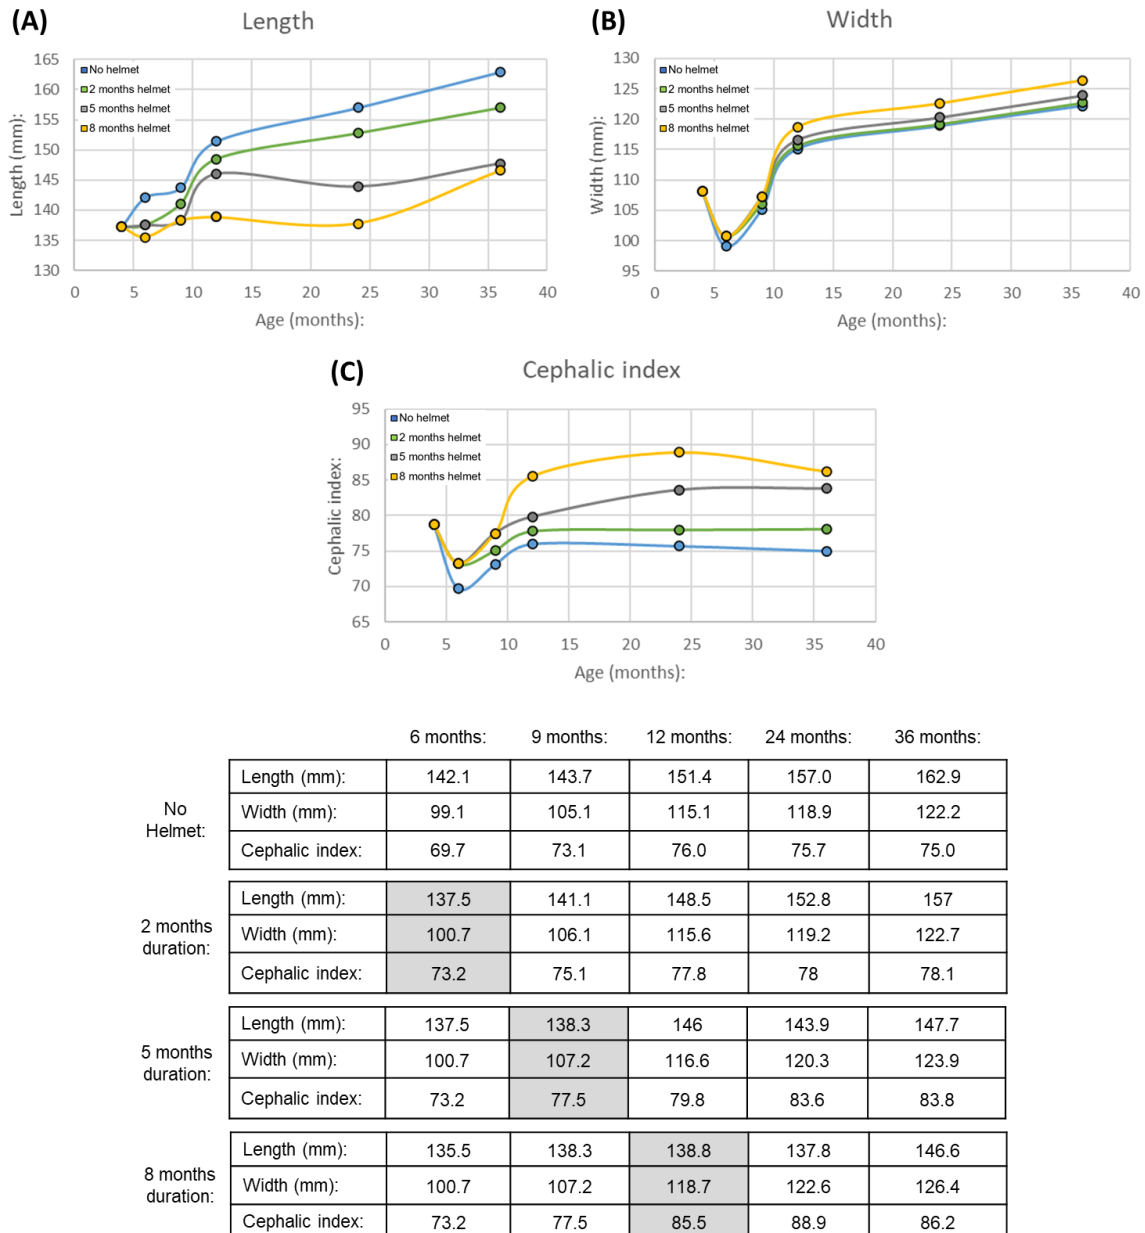 (A) Length
165
160
155
150
145
140
135
130
Length (mm):
No helmet
2 months helmet
5 months helmet
8 months helmet
0 5 10 15 20 25 30 35 40
Age (months):
(B) Width
130
125
120
115
110
105
100
95
Width (mm):
No helmet
2 months helmet
5 months helmet
8 months helmet
0 5 10 15 20 25 30 35 40
Age (months):
(C) Cephalic index
95
90
85
80
75
70
65
Cephalic index:
No helmet
2 months helmet
5 months helmet
8 months helmet
0 5 10 15 20 25 30 35 40
Age (months):
6 months: 9 months: 12 months: 24 months: 36 months:
No
Helmet:
Length (mm): 142.1 143.7 151.4 157.0 162.9
Width (mm): 99.1 105.1 115.1 118.9 122.2
Cephalic index: 69.7 73.1 76.0 75.7 75.0
2 months
duration:
Length (mm): 137.5 141.1 148.5 152.8 157
Width (mm): 100.7 106.1 115.6 119.2 122.7
Cephalic index: 73.2 75.1 77.8 78 78.1
5 months
duration:
Length (mm): 137.5 138.3 146 143.9 147.7
Width (mm): 100.7 107.2 116.6 120.3 123.9
Cephalic index: 73.2 77.5 79.8 83.6 83.8
8 months
duration:
Length (mm): 135.5 138.3 138.8 137.8 146.6
Width (mm): 100.7 107.2 118.7 122.6 126.4
Cephalic index: 73.2 77.5 85.5 88.9 86.2